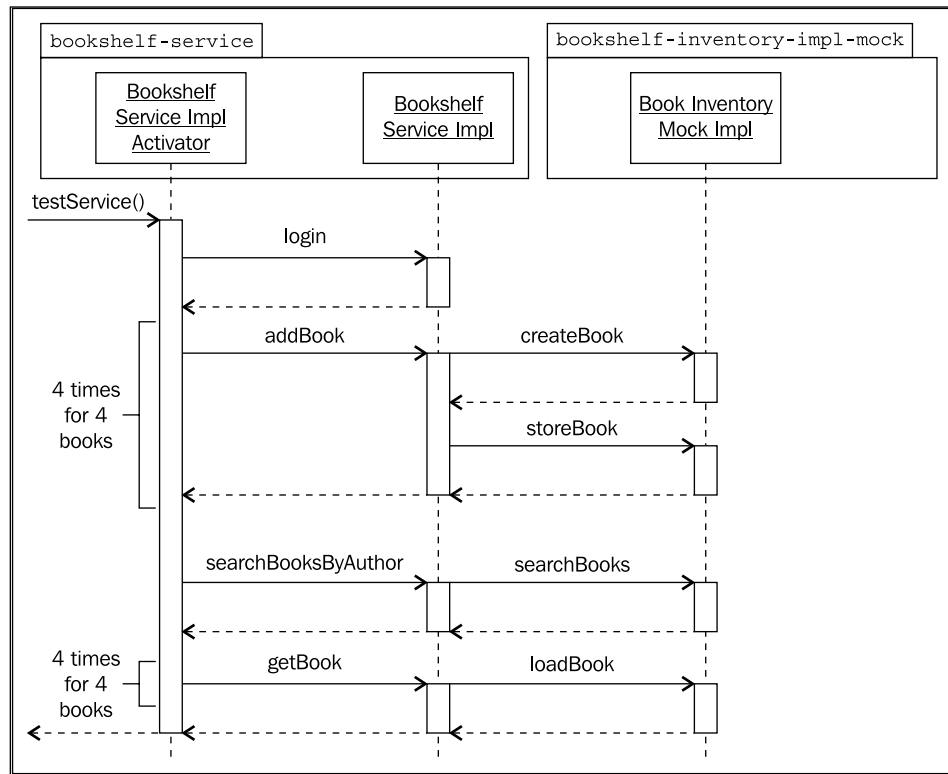 bookshelf-service
bookshelf-inventory-impl-mock
Bookshelf
Service Impl
Activator
Bookshelf
Service Impl
Book Inventory
Mock Impl
testService()
login
addBook
createBook
4 times
for 4
books
storeBook
searchBooksByAuthor
searchBooks
4 times
for 4
books
getBook
loadBook